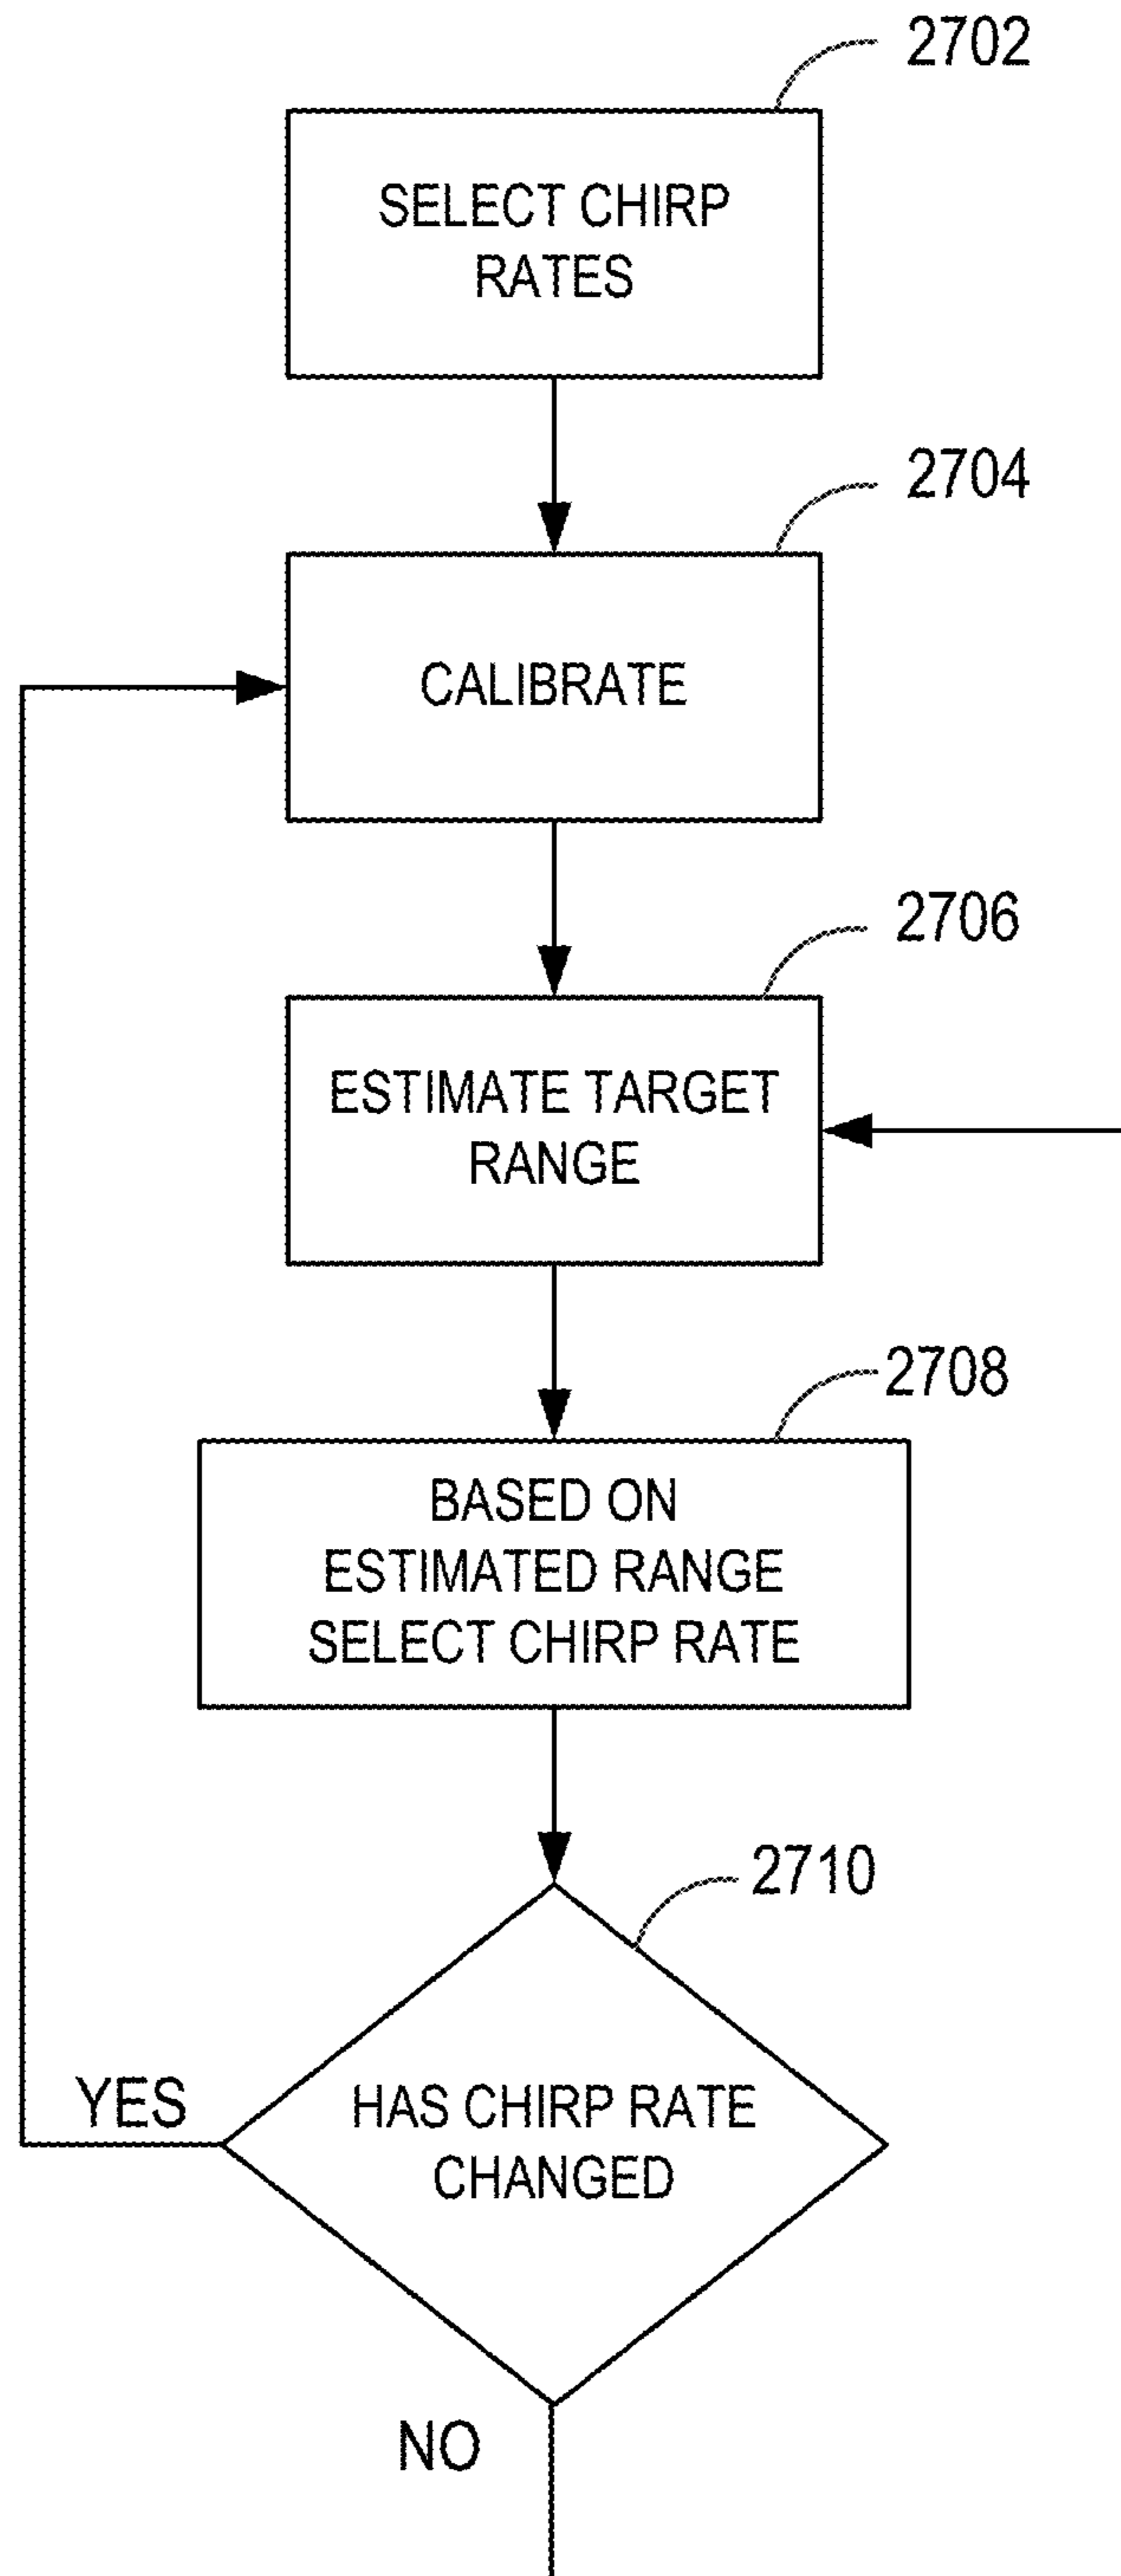 2702
SELECT CHIRP
RATES
2704
CALIBRATE
2706
ESTIMATE TARGET
RANGE
2708
BASED ON
ESTIMATED RANGE
SELECT CHIRP RATE
2710
HAS CHIRP RATE
CHANGED
YES
NO